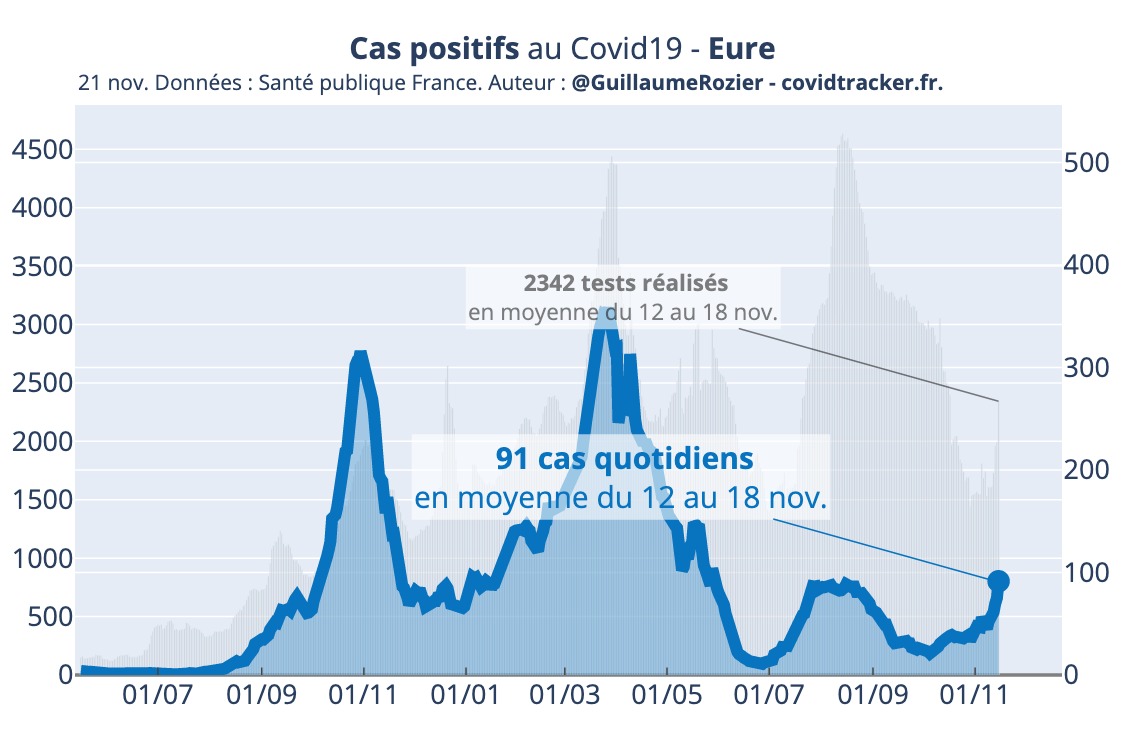 Cas positifs au Covid19 - Eure
21 nov. Données : Santé publique France. Auteur : @GuillaumeRozier - covidtracker.fr.
4500
4000
3500
3000
2500
2000
1500
1000
500
0
500
400
300
200
100
0
2342 tests réalisés
en moyenne du 12 au 18 nov.
91 cas quotidiens
en moyenne du 12 au 18 nov.
01/07 01/09 01/11 01/01 01/03 01/05 01/07 01/09 01/11